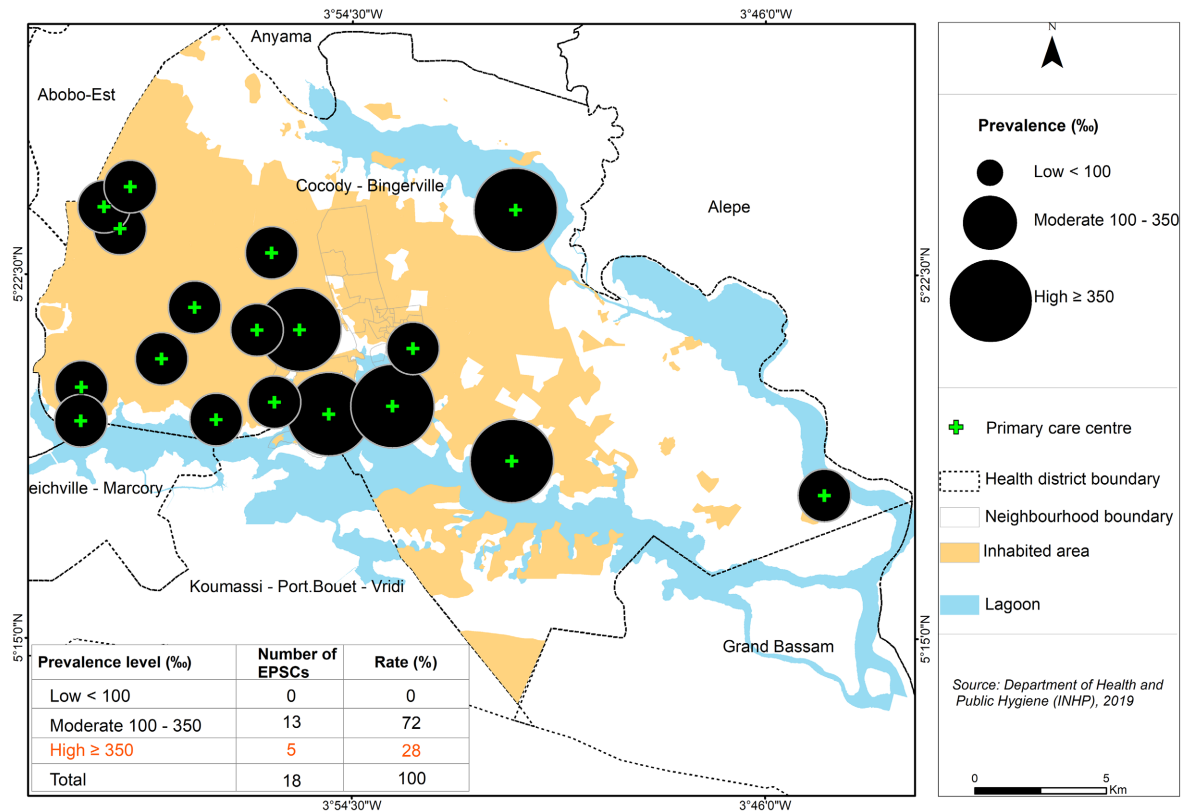 3°54'30"W
3°46'0"W
Anyama
Abobo-Est
Cocody - Bingerville
Alepe
5°22'30"N
5°22'30"N
eichville - Marcory
Koumassi - Port.Bouet - Vridi
Grand Bassam
5°15'0"N
5°15'0"N
Prevalence level (‰) Number of EPSCs Rate (%)
Low < 100 0 0
Moderate 100 - 350 13 72
High ≥ 350 5 28
Total 18 100
3°54'30"W
3°46'0"W
N
Prevalence (‰)
Low < 100
Moderate 100 - 350
High ≥ 350
Primary care centre
Health district boundary
Neighbourhood boundary
Inhabited area
Lagoon
Source: Department of Health and
Public Hygiene (INHP), 2019
0 5
Km